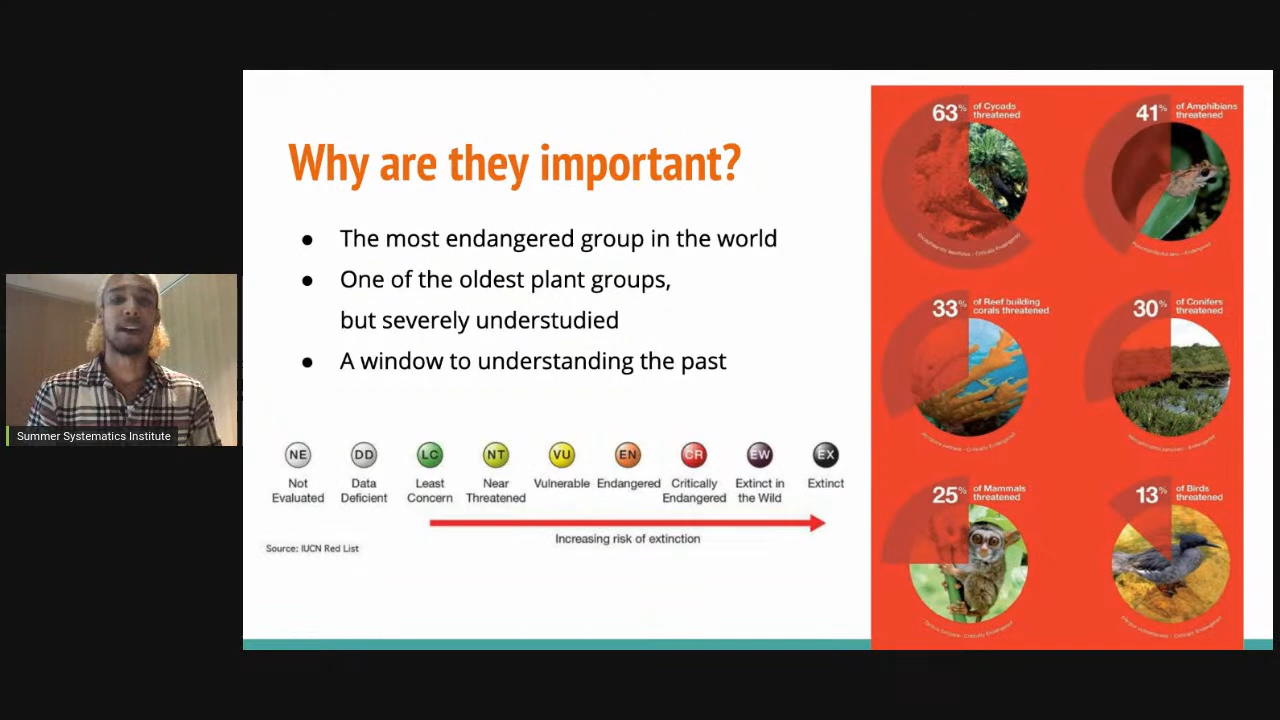 Why are they important?
● The most endangered group in the world
● One of the oldest plant groups,
but severely understudied
● A window to understanding the past
NE DD LC NT VU EN CR EW EX
Not Evaluated
Data Deficient
Least Concern
Near Threatened
Vulnerable
Endangered
Critically Endangered
Extinct in the Wild
Extinct
Increasing risk of extinction
Source: IUCN Red List
63% of Cycads threatened
41% of Amphibians threatened
33% of Reef building corals threatened
30% of Conifers threatened
25% of Mammals threatened
13% of Birds threatened
Summer Systematics Institute